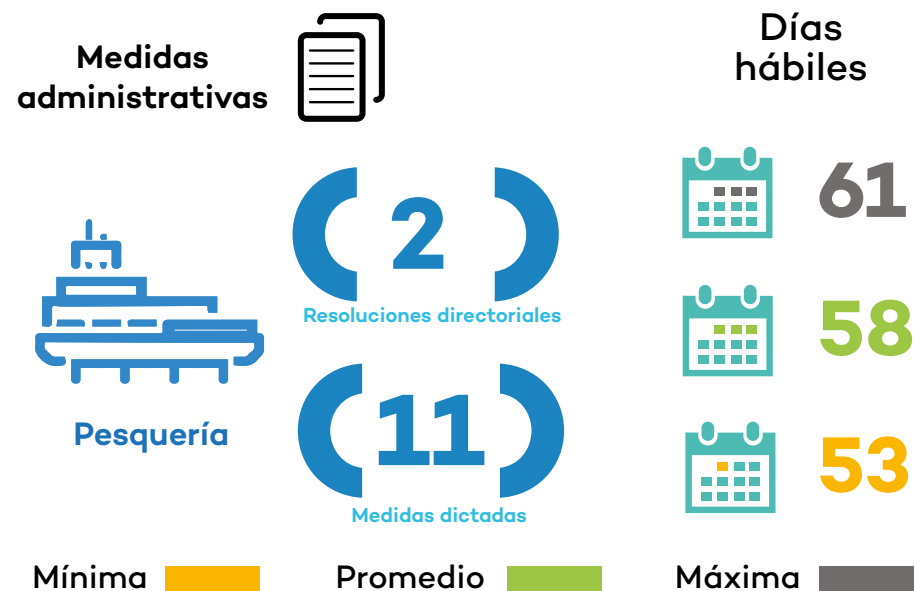 Medidas
administrativas
Días
hábiles
61
2
Resoluciones directoriales
58
Pesquería
11
Medidas dictadas
53
Mínima
Promedio
Máxima